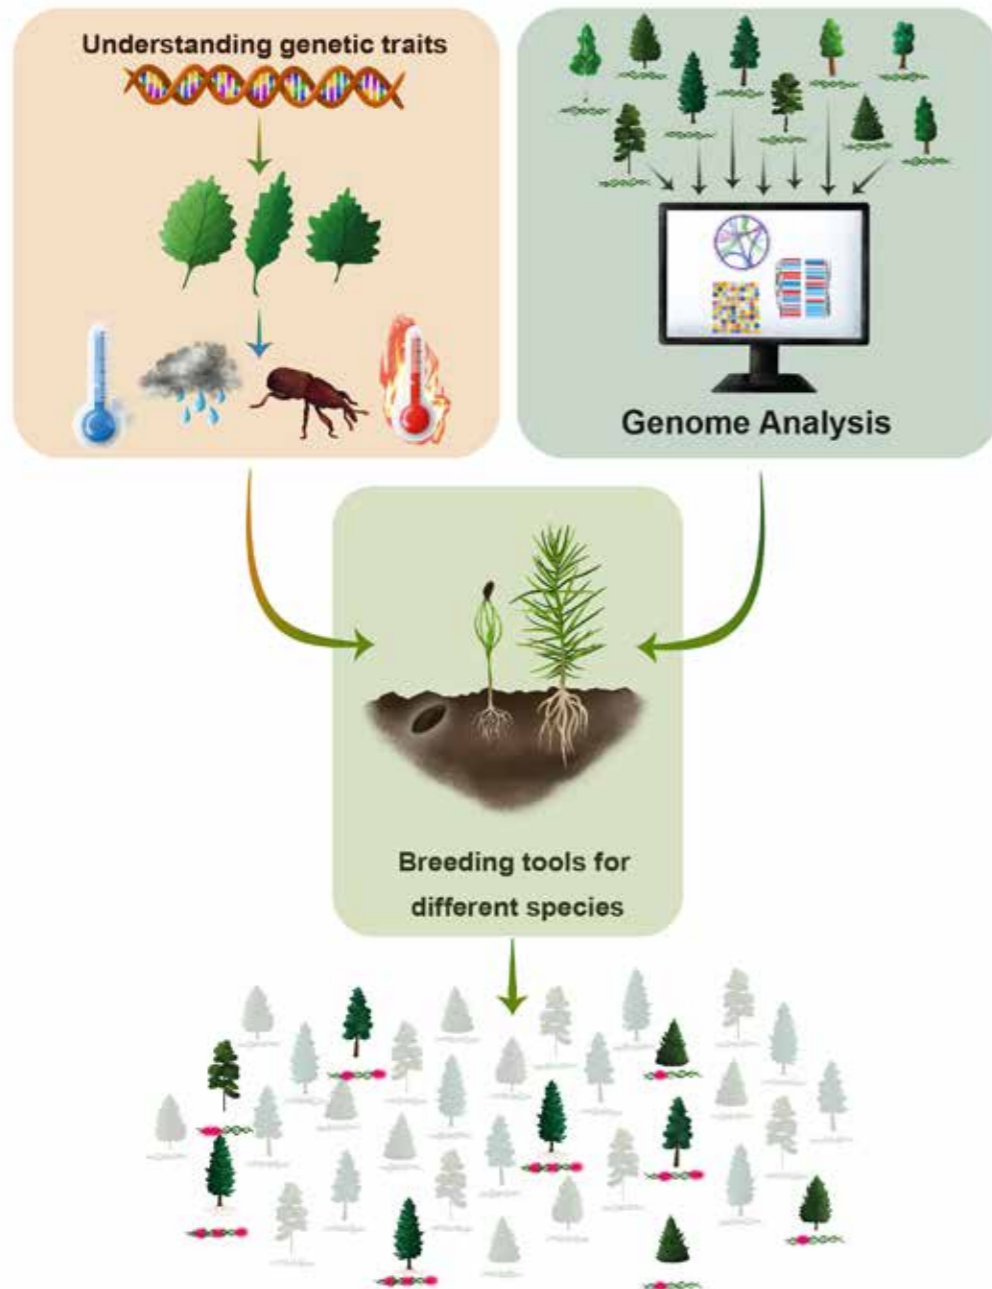 Understanding genetic traits
Genome Analysis
Breeding tools for
different species